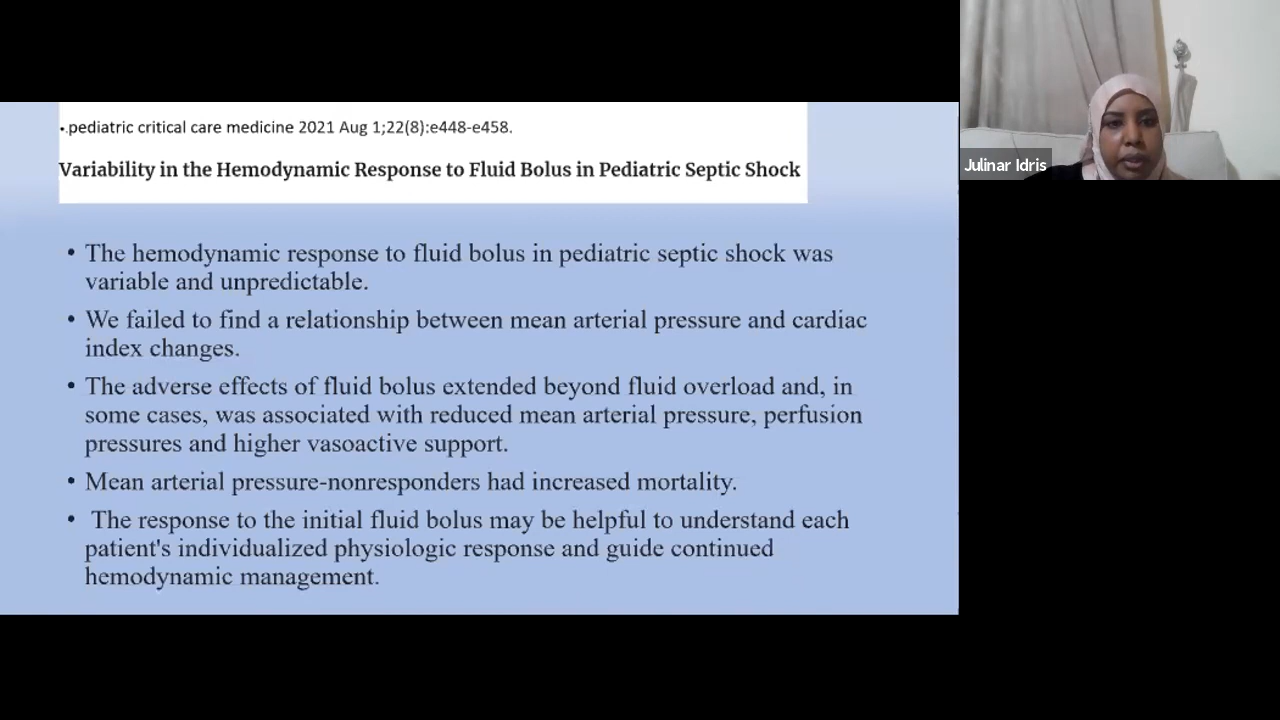 •.pediatric critical care medicine 2021 Aug 1;22(8):e448-e458.
Variability in the Hemodynamic Response to Fluid Bolus in Pediatric Septic Shock
• The hemodynamic response to fluid bolus in pediatric septic shock was
variable and unpredictable.
• We failed to find a relationship between mean arterial pressure and cardiac
index changes.
• The adverse effects of fluid bolus extended beyond fluid overload and, in
some cases, was associated with reduced mean arterial pressure, perfusion
pressures and higher vasoactive support.
• Mean arterial pressure-nonresponders had increased mortality.
• The response to the initial fluid bolus may be helpful to understand each
patient's individualized physiologic response and guide continued
hemodynamic management.
Julinar Idris